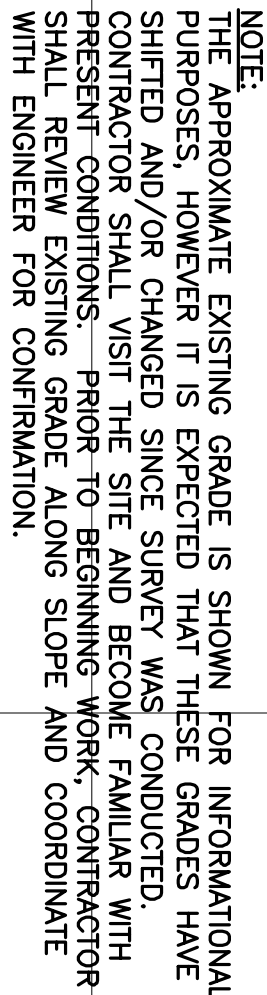 NOTE:
THE APPROXIMATE EXISTING GRADE IS SHOWN FOR INFORMATIONAL
PURPOSES, HOWEVER IT IS EXPECTED THAT THESE GRADES HAVE
SHIFTED AND/OR CHANGED SINCE SURVEY WAS CONDUCTED.
CONTRACTOR SHALL VISIT THE SITE AND BECOME FAMILIAR WITH
PRESENT CONDITIONS. PRIOR TO BEGINNING WORK, CONTRACTOR
SHALL REVIEW EXISTING GRADE ALONG SLOPE AND COORDINATE
WITH ENGINEER FOR CONFIRMATION.